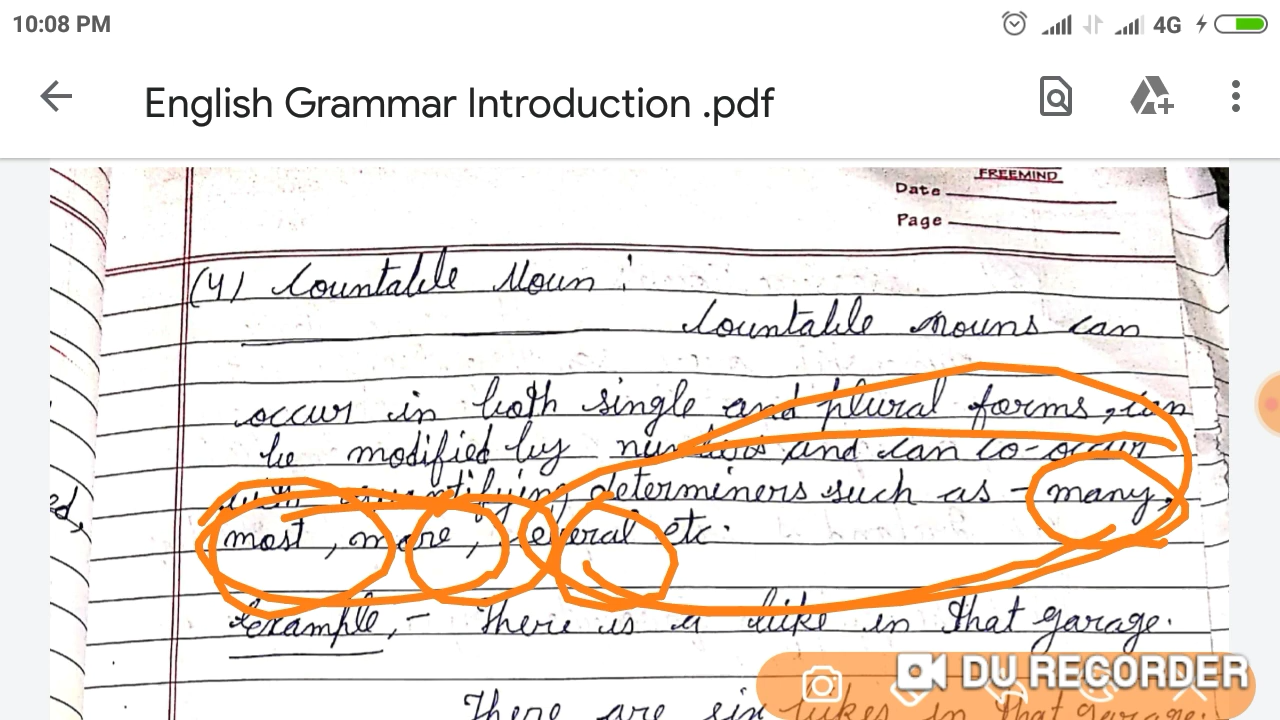 10:08 PM
4G
English Grammar Introduction .pdf
FREEMIND
Date
Page
(4) Countable Noun :
Countable nouns can
occur in both single and plural forms, can
be modified by numbers and can co-occur
ed,
with quantifying determiners such as - many,
most, more, several etc.
Example, - There is a bike in that garage.
DU RECORDER
There are six bikes in that garage.